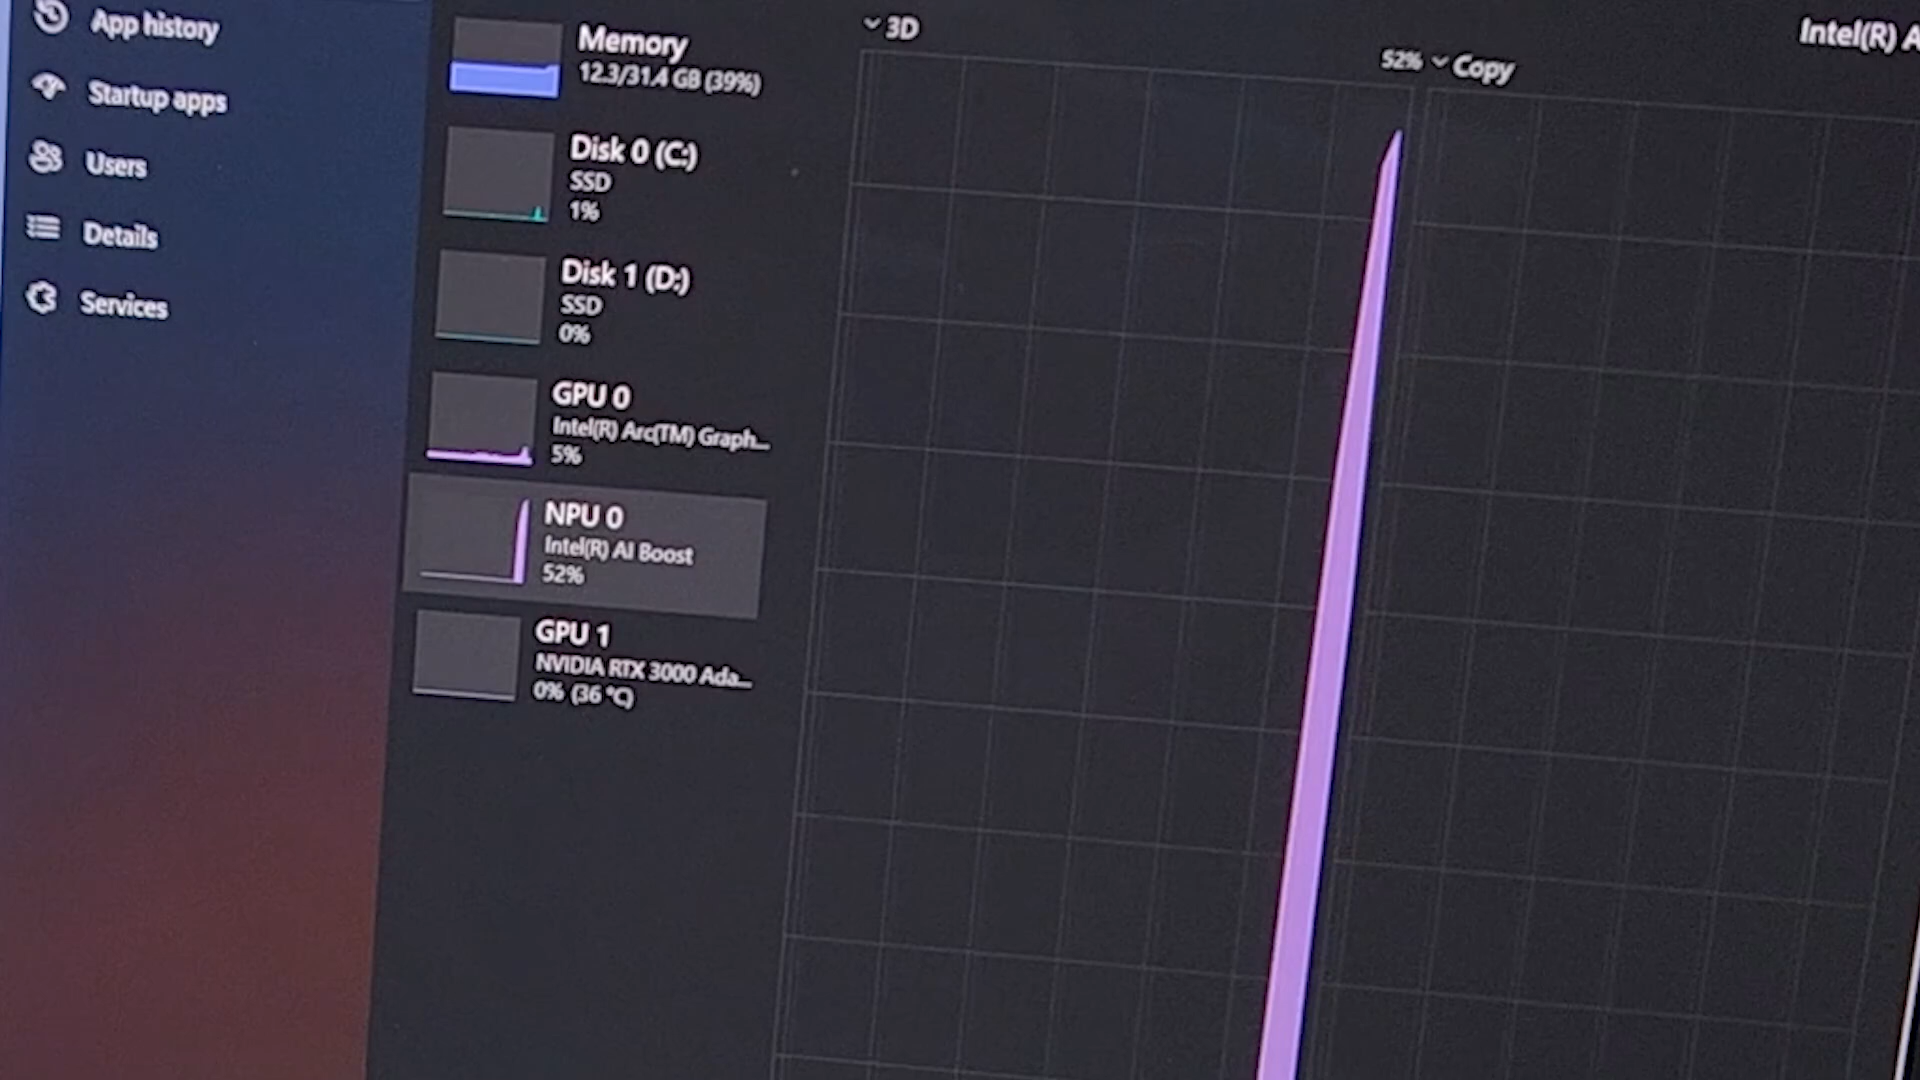 App history
Startup apps
Users
Details
Services
Memory
12.3/31.4 GB (39%)
Disk 0 (C:)
SSD
1%
Disk 1 (D:)
SSD
0%
GPU 0
Intel(R) Arc(TM) Graph...
5%
NPU 0
Intel(R) AI Boost
52%
GPU 1
NVIDIA RTX 3000 Ada...
0% (36 °C)
3D
52%
Copy
Intel(R) A